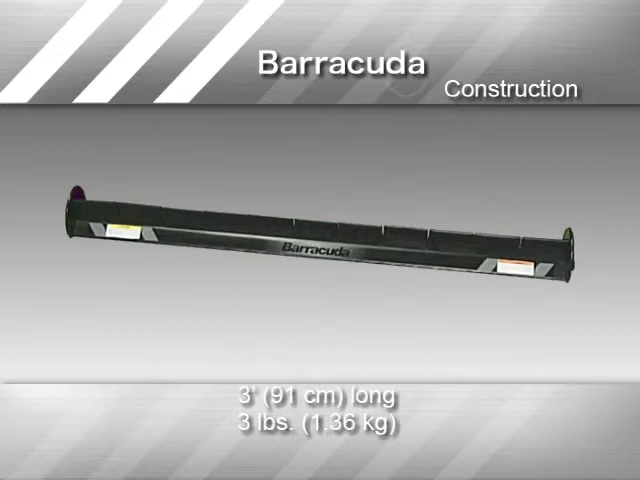 Barracuda
Construction
Barracuda
3' (91 cm) long
3 lbs. (1.36 kg)